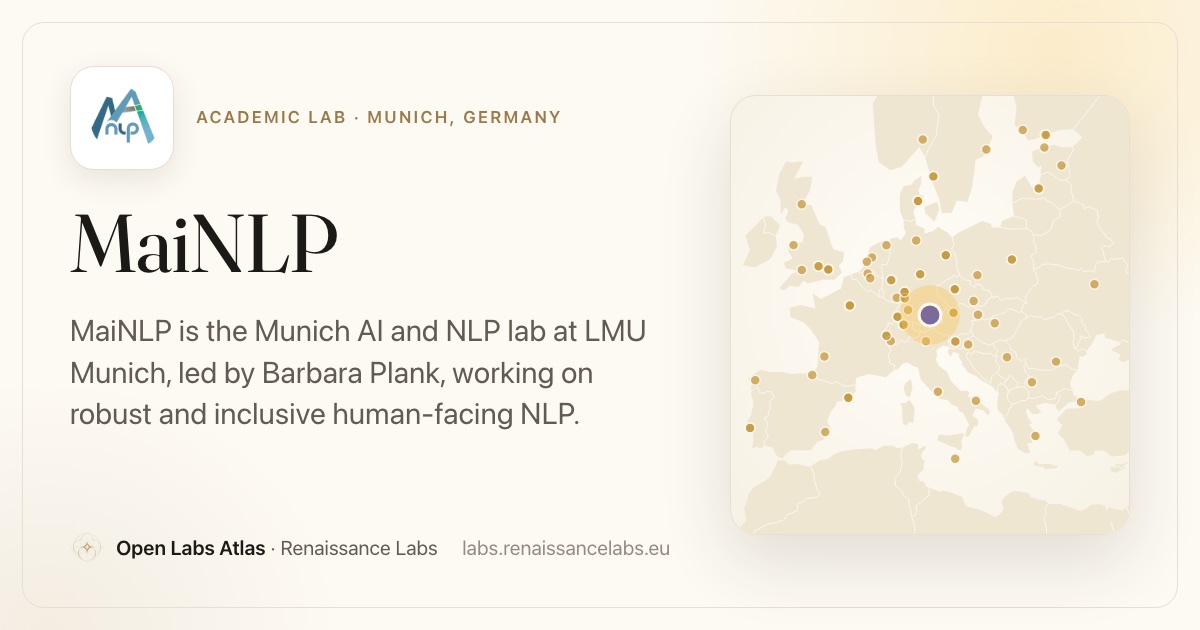 MAI
nlp
ACADEMIC LAB · MUNICH, GERMANY
MaiNLP
MaiNLP is the Munich AI and NLP lab at LMU
Munich, led by Barbara Plank, working on
robust and inclusive human-facing NLP.
Open Labs Atlas · Renaissance Labs labs.renaissancelabs.eu